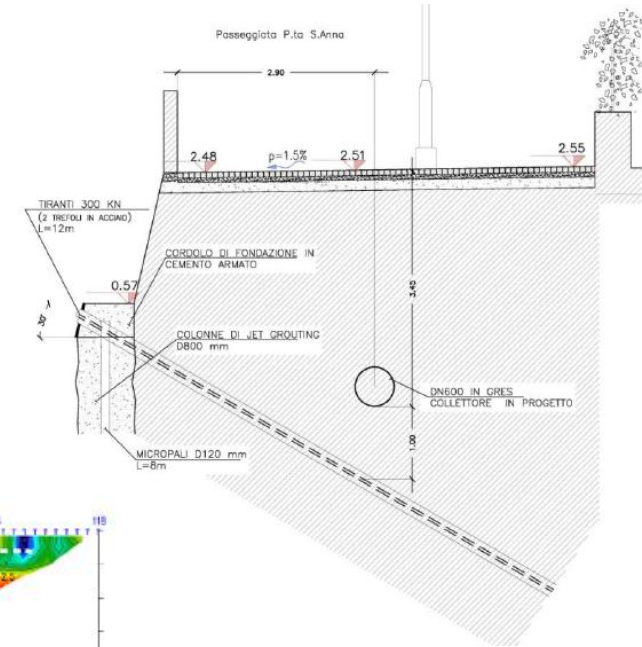 Passeggiata P.ta S.Anna
2.90
2.48
p=1.5%
2.51
2.55
TIRANTI 300 KN
(2 TREFOLI IN ACCIAIO)
L=12m
CORDOLO DI FONDAZIONE IN
CEMENTO ARMATO
0.57
3.45
30°
COLONNE DI JET GROUTING
D800 mm
DN600 IN GRES
COLLETTORE IN PROGETTO
1.00
MICROPALI D120 mm
L=8m
118